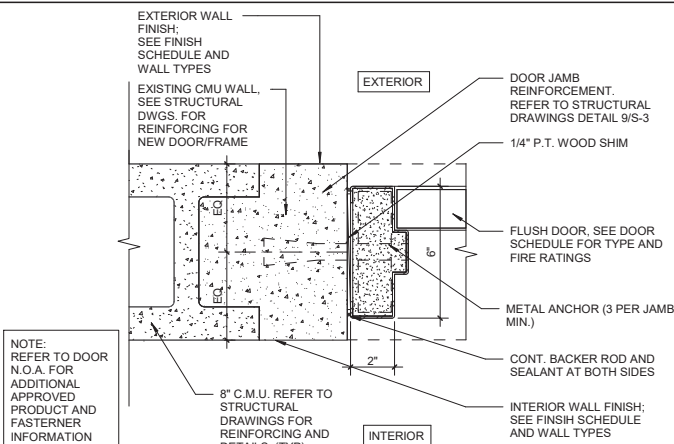 EXTERIOR WALL
FINISH;
SEE FINISH
SCHEDULE AND
WALL TYPES
EXISTING CMU WALL,
SEE STRUCTURAL
DWGS. FOR
REINFORCING FOR
NEW DOOR/FRAME
EXTERIOR
DOOR JAMB
REINFORCEMENT.
REFER TO STRUCTURAL
DRAWINGS DETAIL 9/S-3
1/4" P.T. WOOD SHIM
EQ.
EQ.
6"
2"
FLUSH DOOR, SEE DOOR
SCHEDULE FOR TYPE AND
FIRE RATINGS
METAL ANCHOR (3 PER JAMB
MIN.)
CONT. BACKER ROD AND
SEALANT AT BOTH SIDES
INTERIOR WALL FINISH;
SEE FINSIH SCHEDULE
AND WALL TYPES
NOTE:
REFER TO DOOR
N.O.A. FOR
ADDITIONAL
APPROVED
PRODUCT AND
FASTERNER
INFORMATION
8" C.M.U. REFER TO
STRUCTURAL
DRAWINGS FOR
REINFORCING AND
INTERIOR